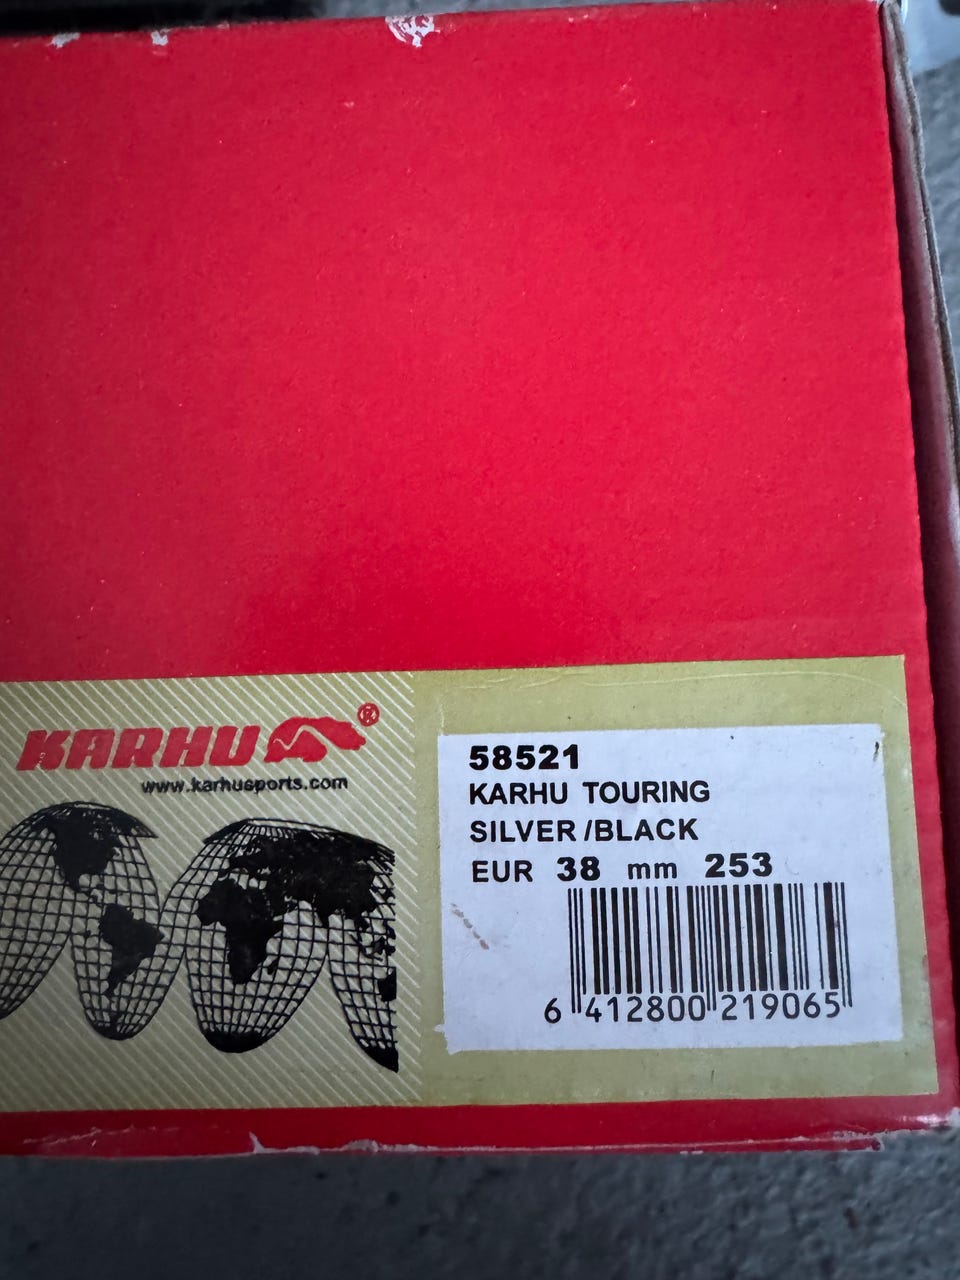 KARHU ®
www.karhusports.com
58521
KARHU TOURING
SILVER /BLACK
EUR 38 mm 253
6 412800 219065